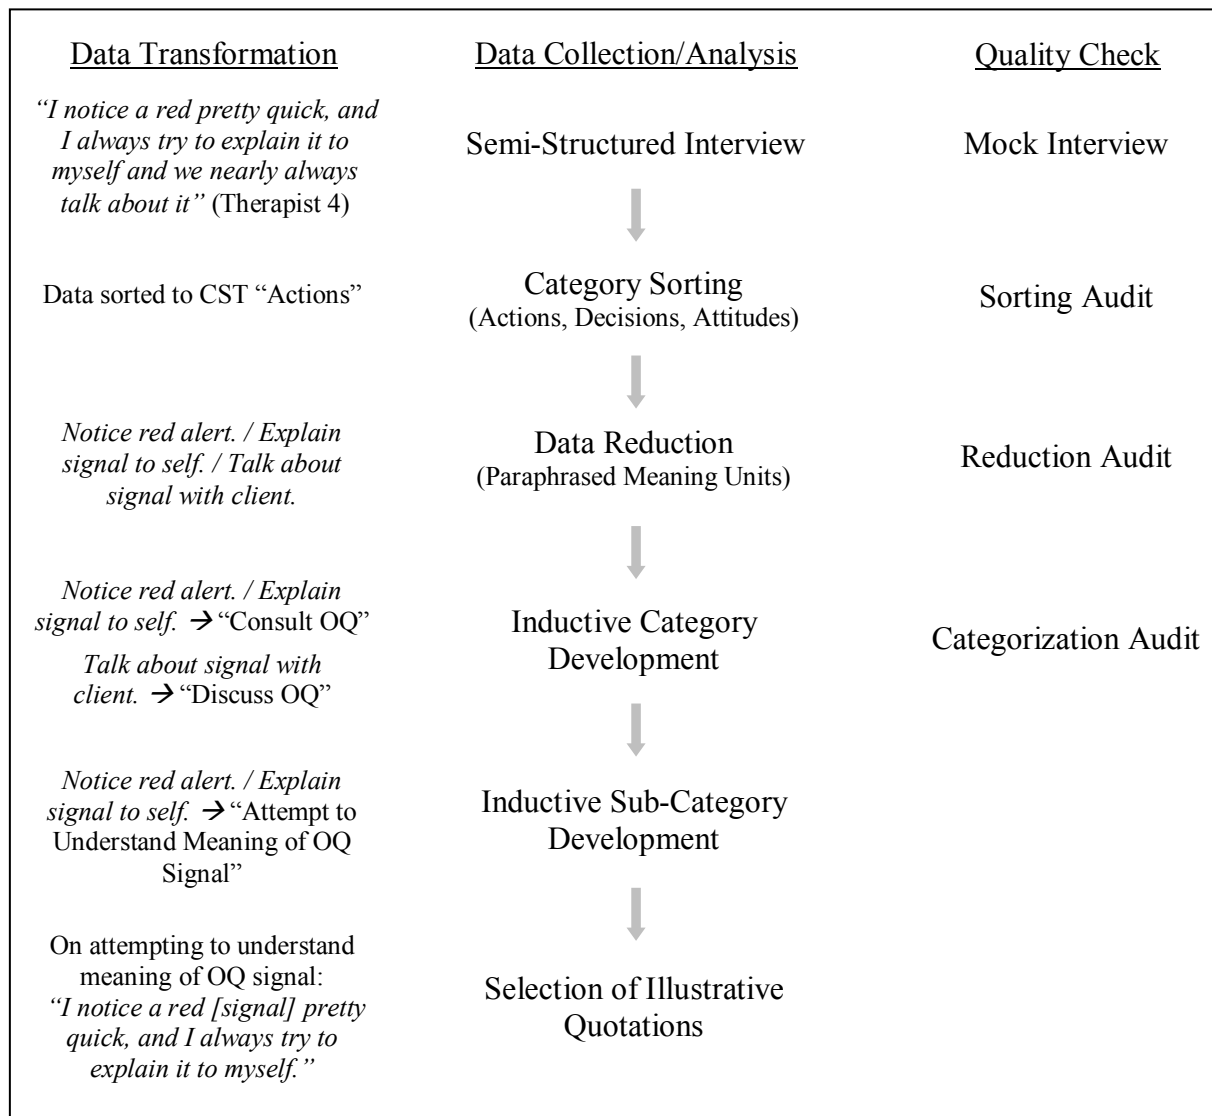 Data Transformation
Data Collection/Analysis
Quality Check
“I notice a red pretty quick, and
I always try to explain it to
myself and we nearly always
talk about it” (Therapist 4)
Semi-Structured Interview
Mock Interview
Data sorted to CST “Actions”
Category Sorting
(Actions, Decisions, Attitudes)
Sorting Audit
Notice red alert. / Explain
signal to self. / Talk about
signal with client.
Data Reduction
(Paraphrased Meaning Units)
Reduction Audit
Notice red alert. / Explain
signal to self. → “Consult OQ”
Talk about signal with
client. → “Discuss OQ”
Inductive Category
Development
Categorization Audit
Notice red alert. / Explain
signal to self. → “Attempt to
Understand Meaning of OQ
Signal”
Inductive Sub-Category
Development
On attempting to understand
meaning of OQ signal:
“I notice a red [signal] pretty
quick, and I always try to
explain it to myself.”
Selection of Illustrative
Quotations